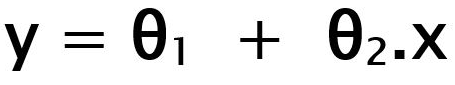 y = θ₁ + θ₂.x